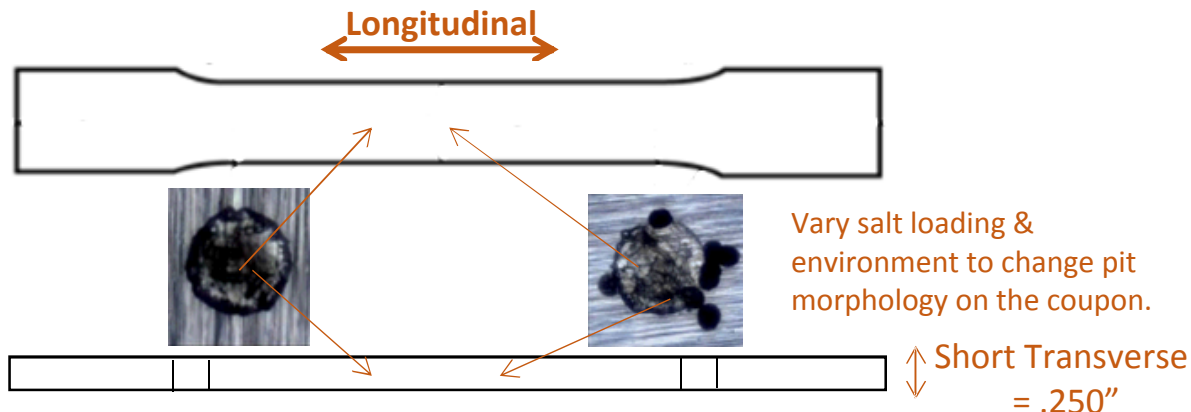 Longitudinal
Vary salt loading &
environment to change pit
morphology on the coupon.
Short Transverse
= .250”